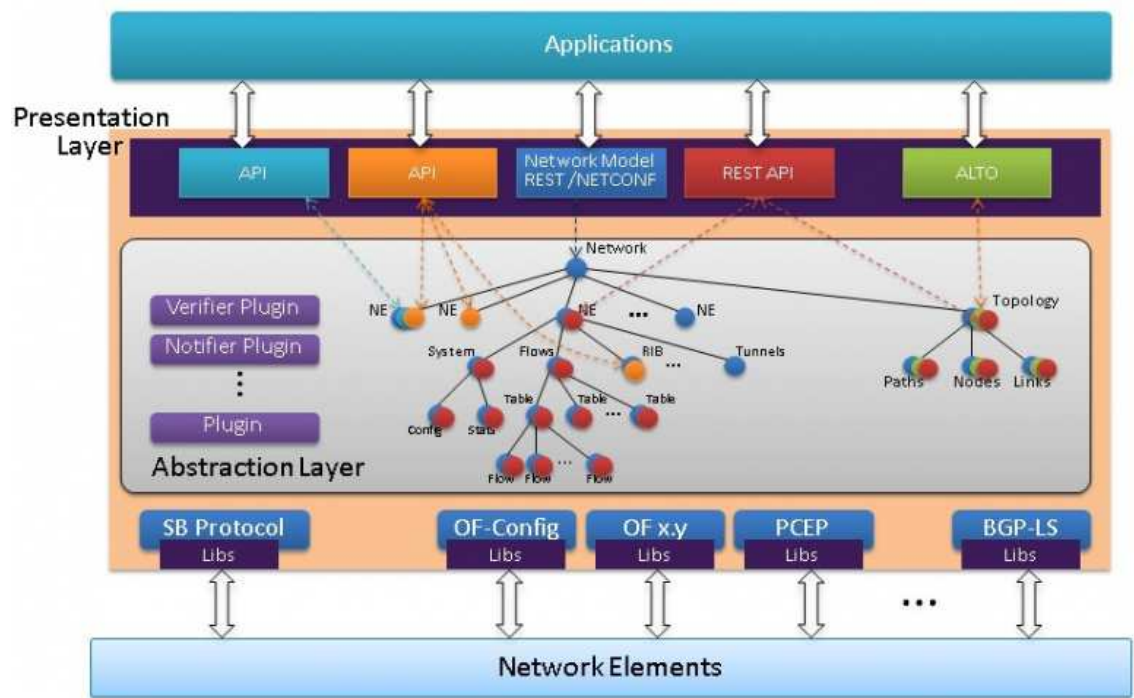 Applications
Presentation
Layer
API
API
Network Model
REST /NETCONF
REST API
ALTO
Network
Verifier Plugin
NE
NE
NE
...
NE
Topology
Notifier Plugin
System
Flows
RIB
...
Tunnels
Paths
Nodes
Links
Plugin
Config
Stats
Table
Table
...
Table
Abstraction Layer
Flow
Flow
...
Flow
SB Protocol
Libs
OF-Config
Libs
OF x.y
Libs
PCEP
Libs
BGP-LS
Libs
...
Network Elements